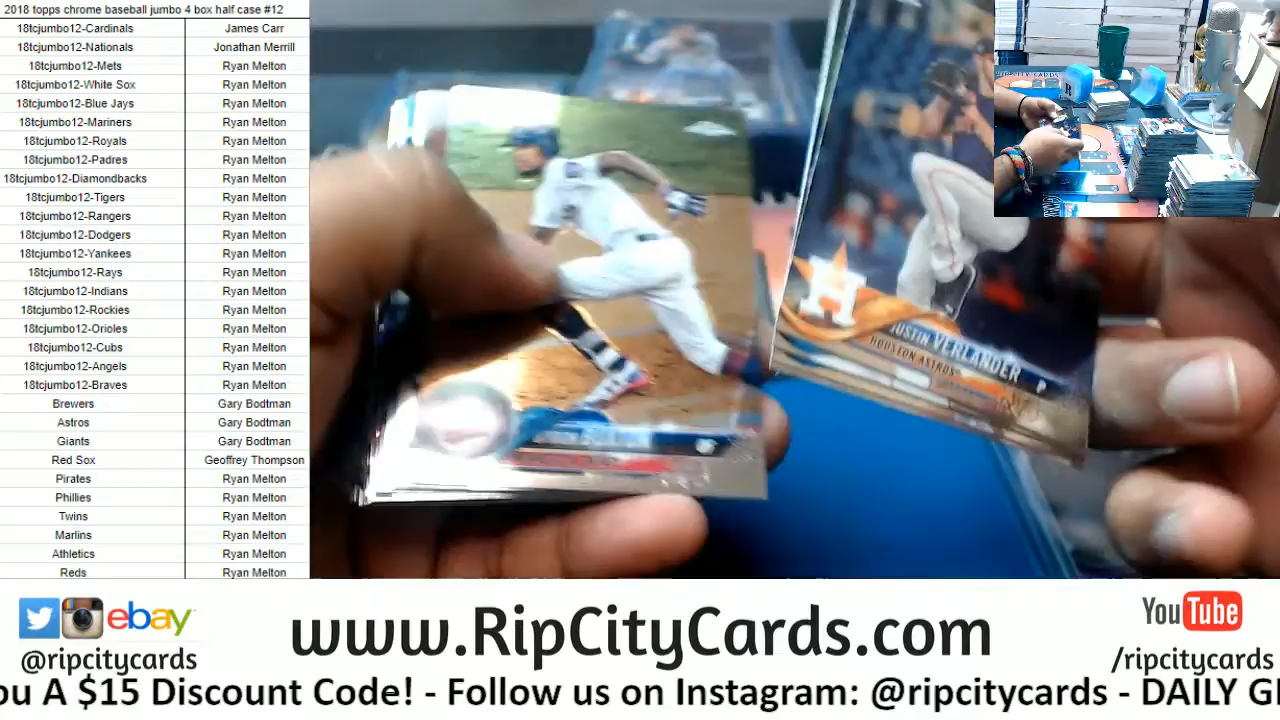 2018 topps chrome baseball jumbo 4 box half case #12
18tcjumbo12-Cardinals James Carr
18tcjumbo12-Nationals Jonathan Merrill
18tcjumbo12-Mets Ryan Melton
18tcjumbo12-White Sox Ryan Melton
18tcjumbo12-Blue Jays Ryan Melton
18tcjumbo12-Mariners Ryan Melton
18tcjumbo12-Royals Ryan Melton
18tcjumbo12-Padres Ryan Melton
18tcjumbo12-Diamondbacks Ryan Melton
18tcjumbo12-Tigers Ryan Melton
18tcjumbo12-Rangers Ryan Melton
18tcjumbo12-Dodgers Ryan Melton
18tcjumbo12-Yankees Ryan Melton
18tcjumbo12-Rays Ryan Melton
18tcjumbo12-Indians Ryan Melton
18tcjumbo12-Rockies Ryan Melton
18tcjumbo12-Orioles Ryan Melton
18tcjumbo12-Cubs Ryan Melton
18tcjumbo12-Angels Ryan Melton
18tcjumbo12-Braves Ryan Melton
Brewers Gary Bodtman
Astros Gary Bodtman
Giants Gary Bodtman
Red Sox Geoffrey Thompson
Pirates Ryan Melton
Phillies Ryan Melton
Twins Ryan Melton
Marlins Ryan Melton
Athletics Ryan Melton
Reds Ryan Melton
H
JUSTIN VERLANDER P
HOUSTON ASTROS
ebay
@ripcitycards
www.RipCityCards.com
YouTube
/ripcitycards
ou A $15 Discount Code! - Follow us on Instagram: @ripcitycards - DAILY GI